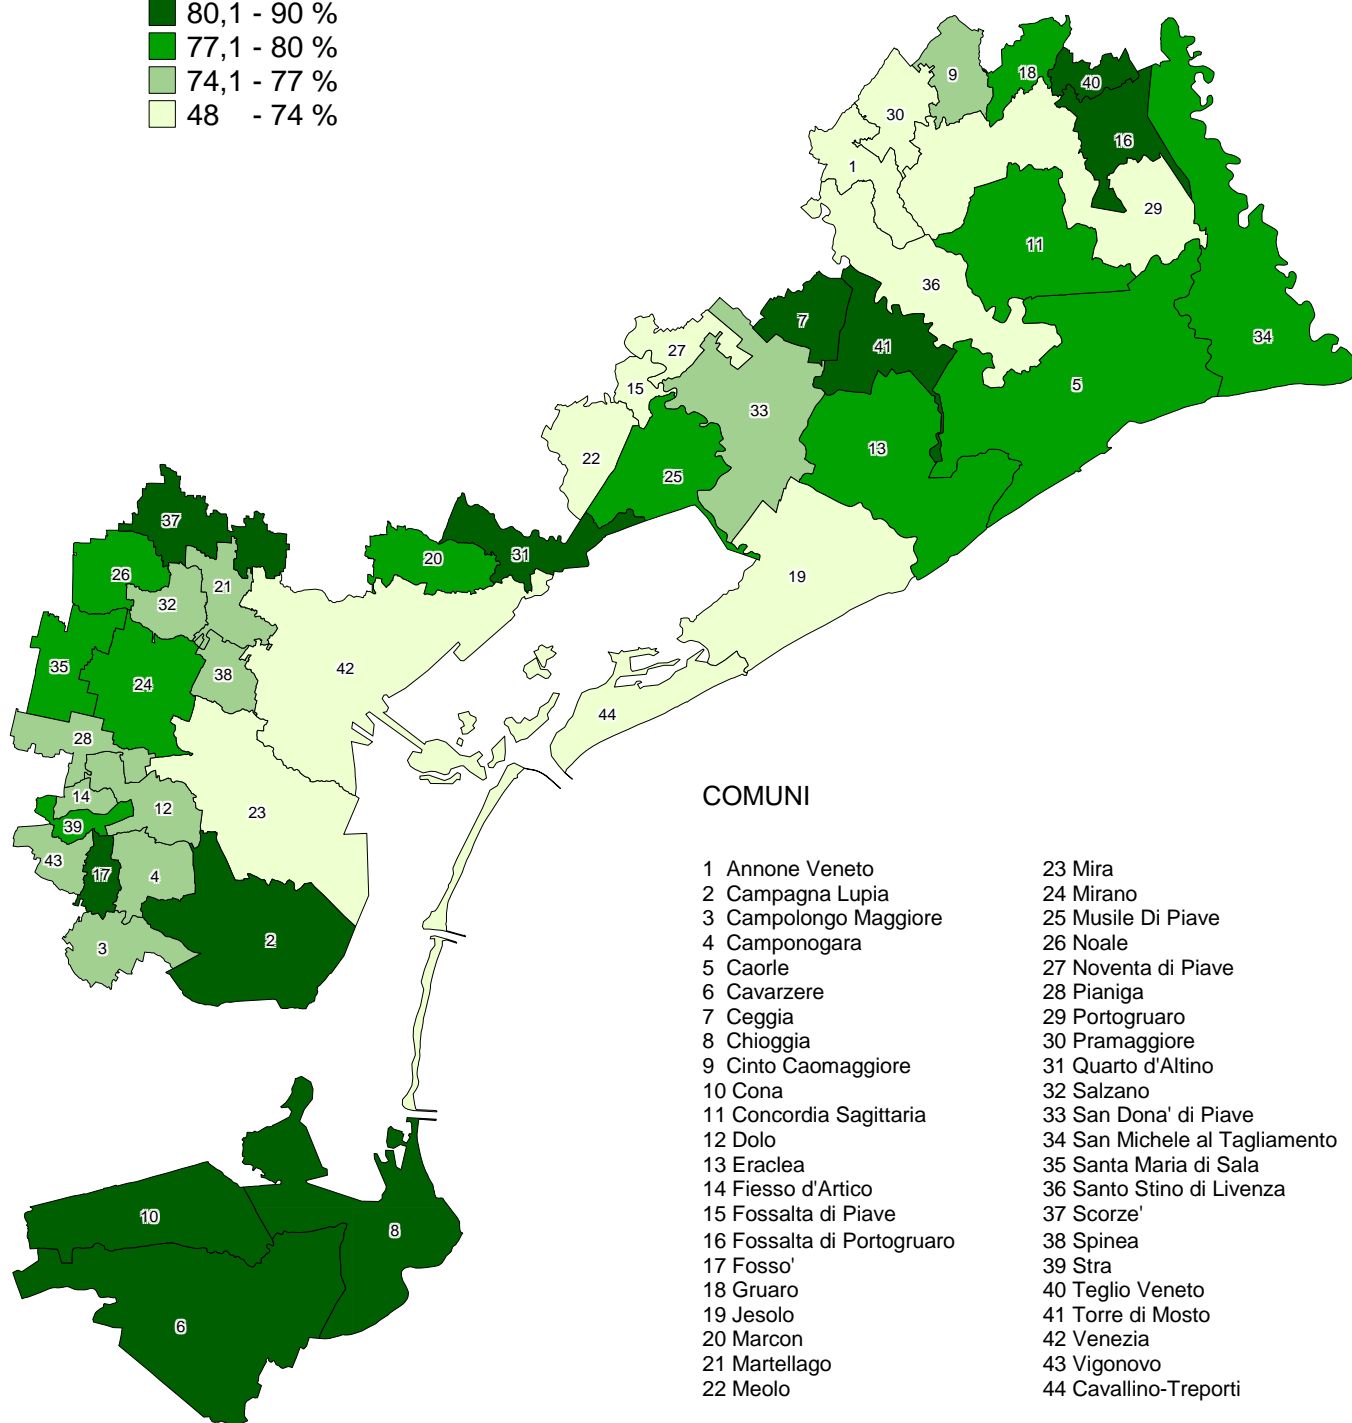 80,1 - 90 %
77,1 - 80 %
74,1 - 77 %
48 - 74 %
9
18
40
30
16
1
29
11
36
7
34
41
27
5
15
33
13
22
25
37
31
20
26
21
19
32
35
42
38
24
44
28
14
12
23
39
43
17
4
2
3
10
8
6
COMUNI
1 Annone Veneto
2 Campagna Lupia
3 Campolongo Maggiore
4 Camponogara
5 Caorle
6 Cavarzere
7 Ceggia
8 Chioggia
9 Cinto Caomaggiore
10 Cona
11 Concordia Sagittaria
12 Dolo
13 Eraclea
14 Fiesso d'Artico
15 Fossalta di Piave
16 Fossalta di Portogruaro
17 Fosso'
18 Gruaro
19 Jesolo
20 Marcon
21 Martellago
22 Meolo
23 Mira
24 Mirano
25 Musile Di Piave
26 Noale
27 Noventa di Piave
28 Pianiga
29 Portogruaro
30 Pramaggiore
31 Quarto d'Altino
32 Salzano
33 San Dona' di Piave
34 San Michele al Tagliamento
35 Santa Maria di Sala
36 Santo Stino di Livenza
37 Scorze'
38 Spinea
39 Stra
40 Teglio Veneto
41 Torre di Mosto
42 Venezia
43 Vigonovo
44 Cavallino-Treporti